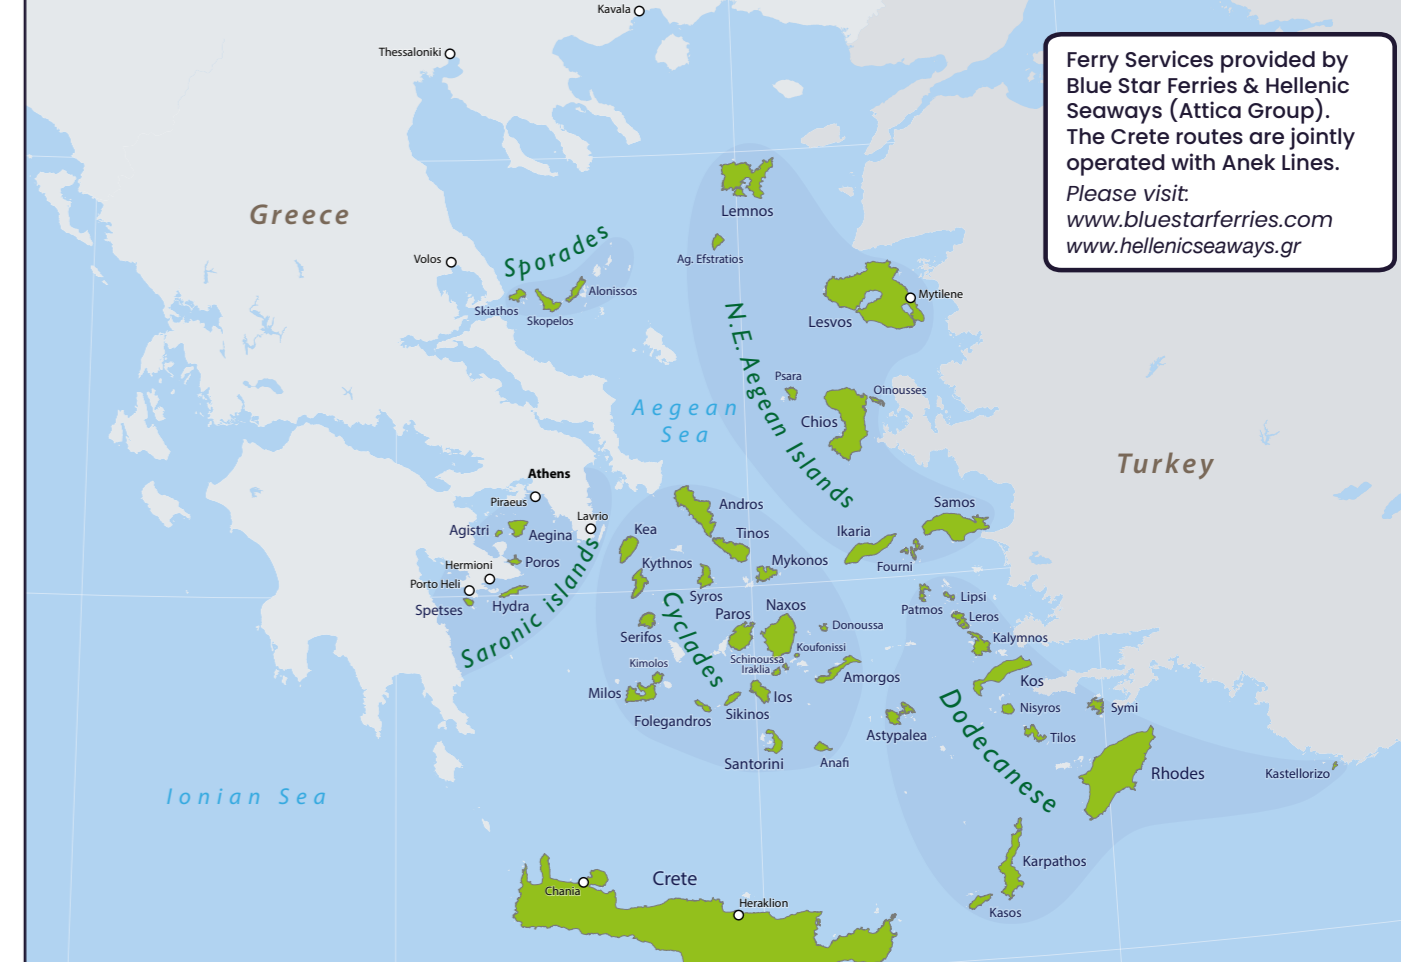 Kavala
Thessaloniki
Ferry Services provided by
Blue Star Ferries & Hellenic
Seaways (Attica Group).
The Crete routes are jointly
operated with Anek Lines.
Please visit:
www.bluestarferries.com
www.hellenicseaways.gr
Greece
Lemnos
Sporades
Volos
Ag. Efstratios
Alonissos
Skiathos
Skopelos
Mytilene
Lesvos
N.E. Aegean Islands
Psara
Oinousses
Chios
Aegean
Sea
Turkey
Athens
Piraeus
Lavrio
Agistri
Aegina
Poros
Hermioni
Porto Heli
Spetses
Hydra
Saronic islands
Andros
Samos
Kea
Tinos
Ikaria
Kythnos
Mykonos
Fourni
Syros
Cyclades
Paros
Naxos
Patmos
Lipsi
Leros
Serifos
Donoussa
Kalymnos
Koufonissi
Schinoussa
Iraklia
Kimolos
Amorgos
Kos
Milos
Ios
Folegandros
Sikinos
Nisyros
Symi
Astypalea
Tilos
Dodecanese
Santorini
Anafi
Rhodes
Kastellorizo
Ionian Sea
Karpathos
Kasos
Crete
Chania
Heraklion